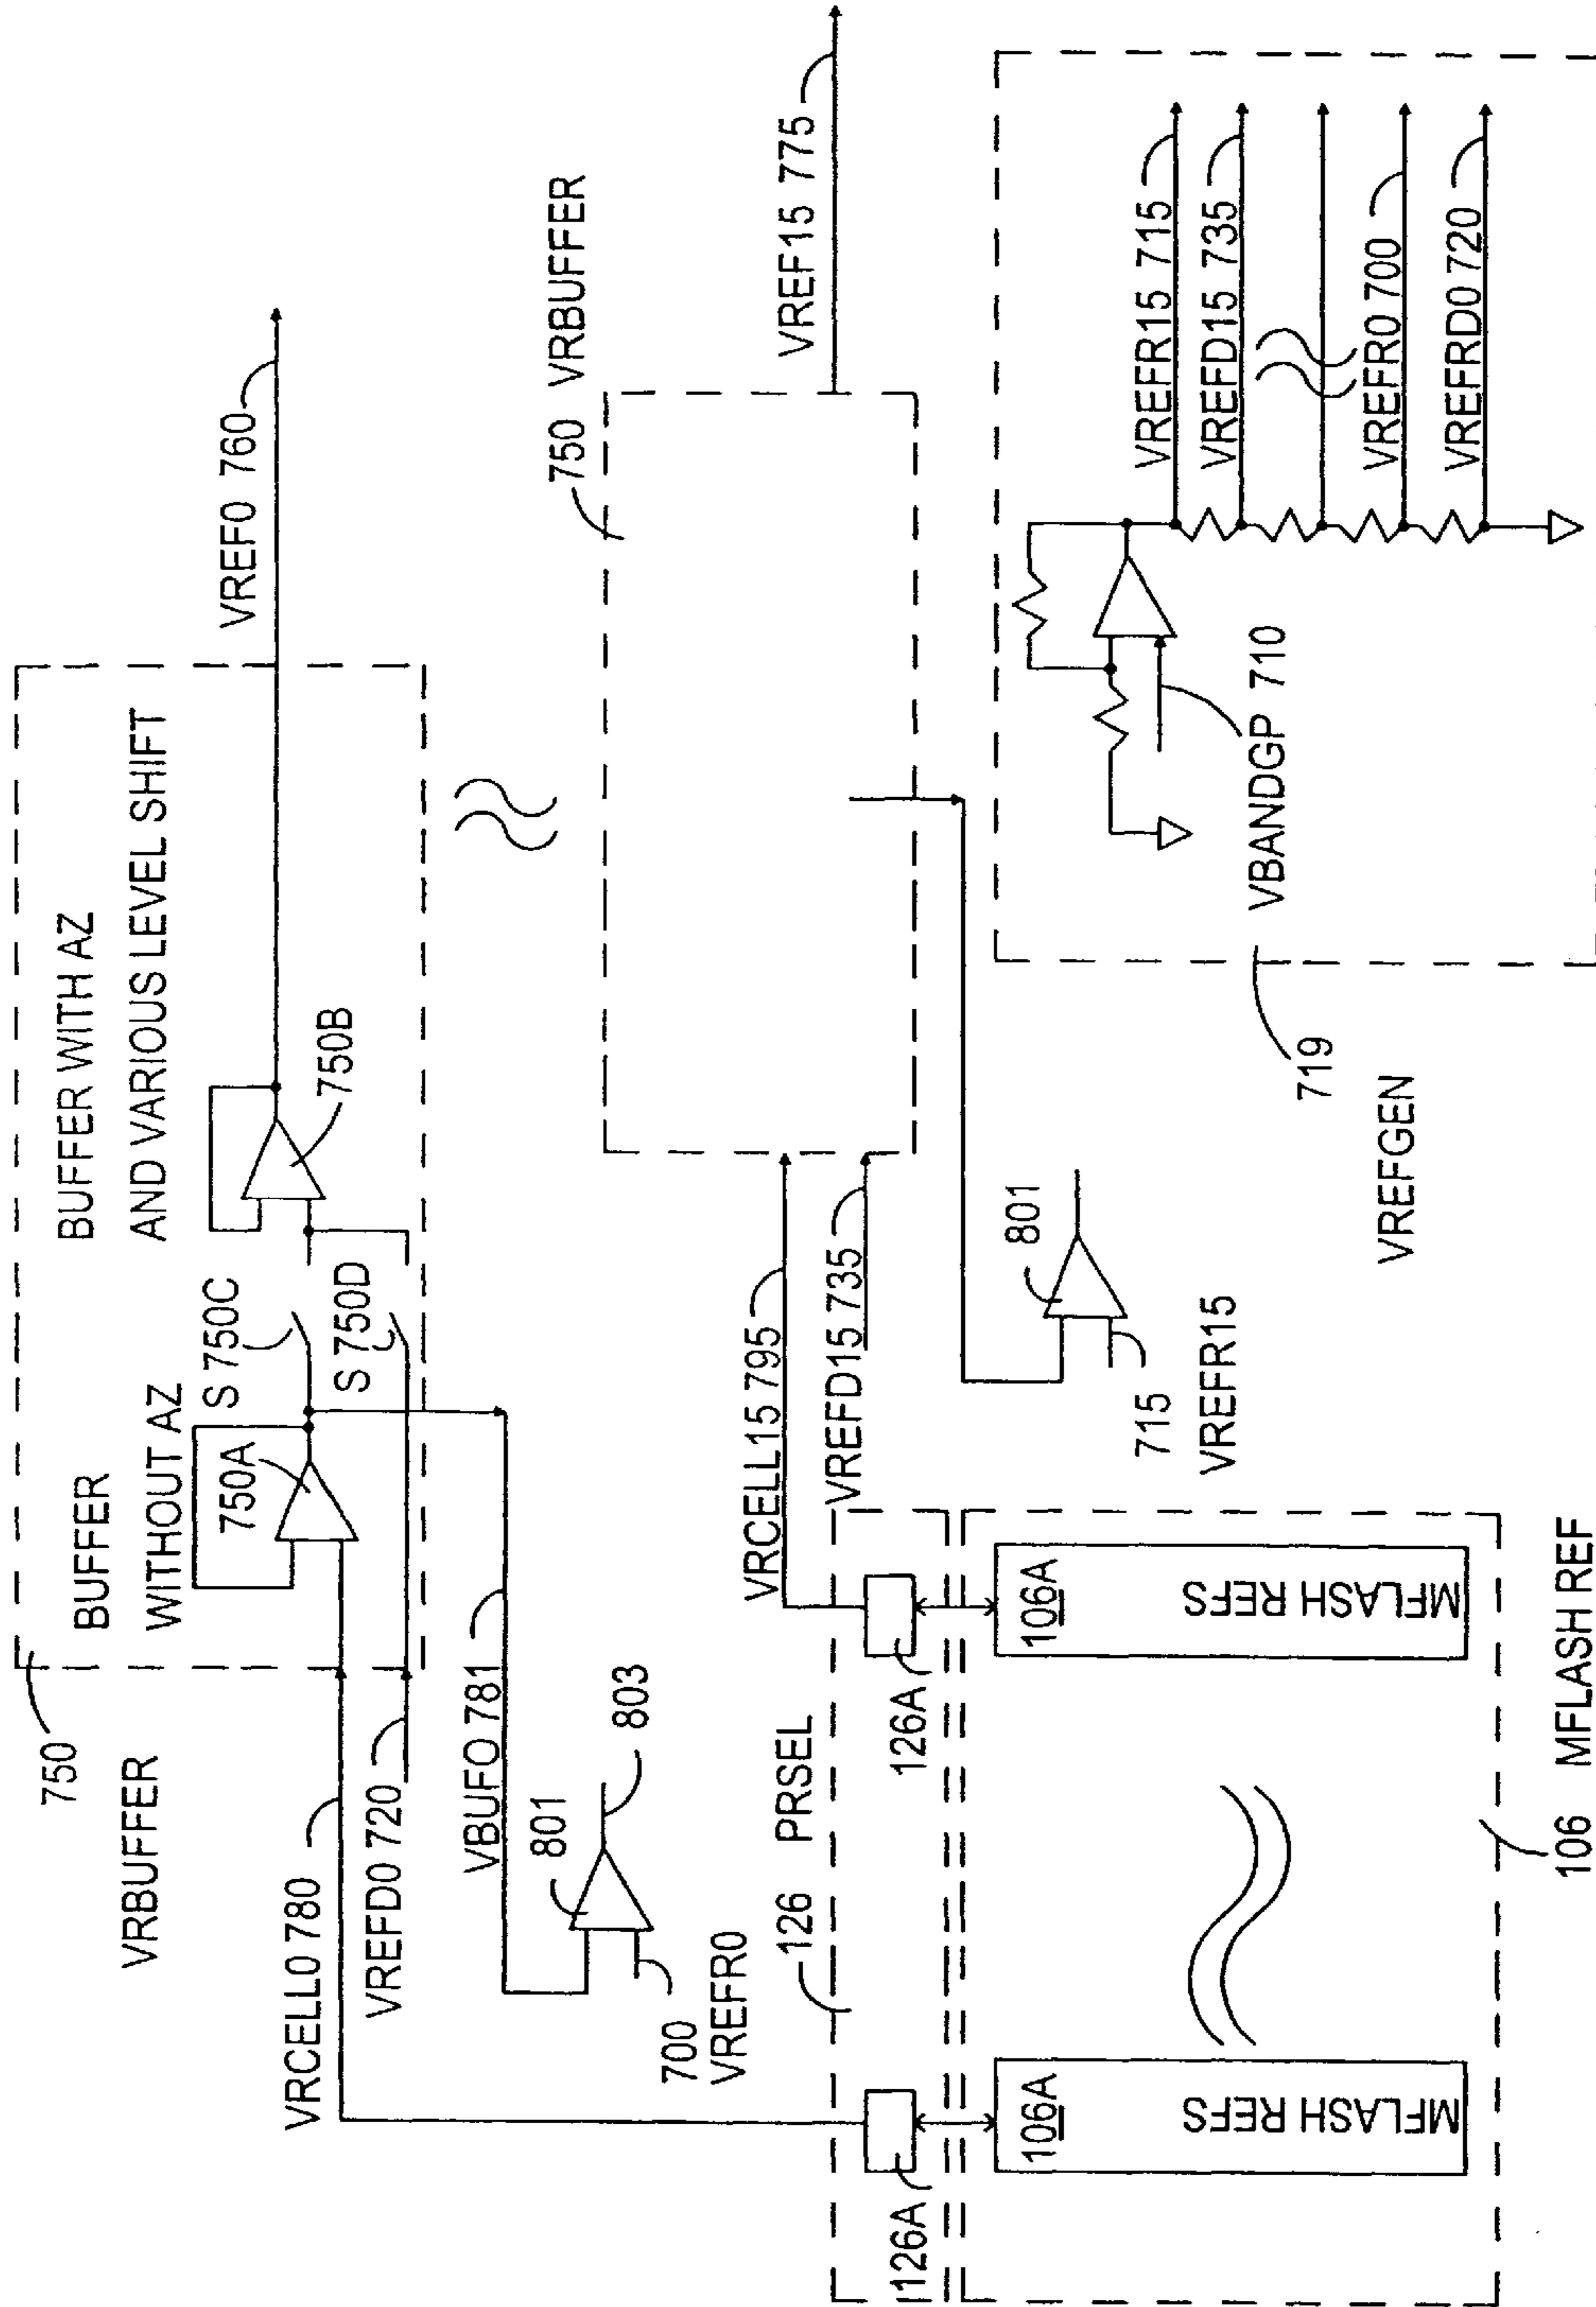 750
VRBUFFER
BUFFER
WITHOUT AZ
750A
S 750C
S 750D
BUFFER WITH AZ
AND VARIOUS LEVEL SHIFT
750B
VREF0 760
VRCELL0 780
VREFD0 720
VBUFO 781
801
803
700
VREFR0
750 VRBUFFER
VREF15 775
VRCELL15 795
VREFD15 735
801
715
VREFR15
126 PRSEL
126A
126A
106A
MFLASH REFS
106A
MFLASH REFS
106 MFLASH REF
719
VREFGEN
VBANDGP 710
VREFR15 715
VREFD15 735
VREFR0 700
VREFRD0 720